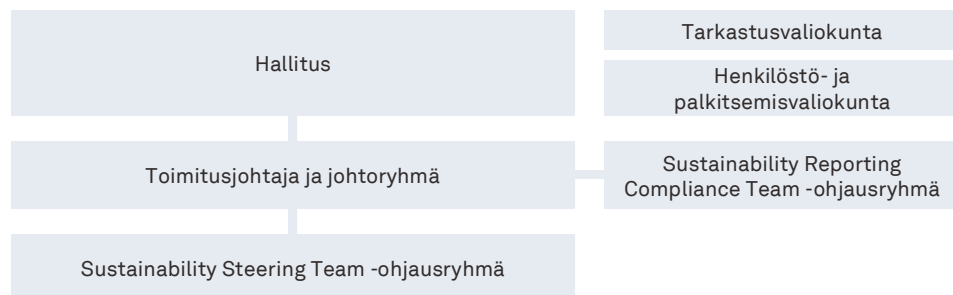 Hallitus
Tarkastusvaliokunta
Henkilöstö- ja
palkitsemisvaliokunta
Toimitusjohtaja ja johtoryhmä
Sustainability Reporting
Compliance Team -ohjausryhmä
Sustainability Steering Team -ohjausryhmä